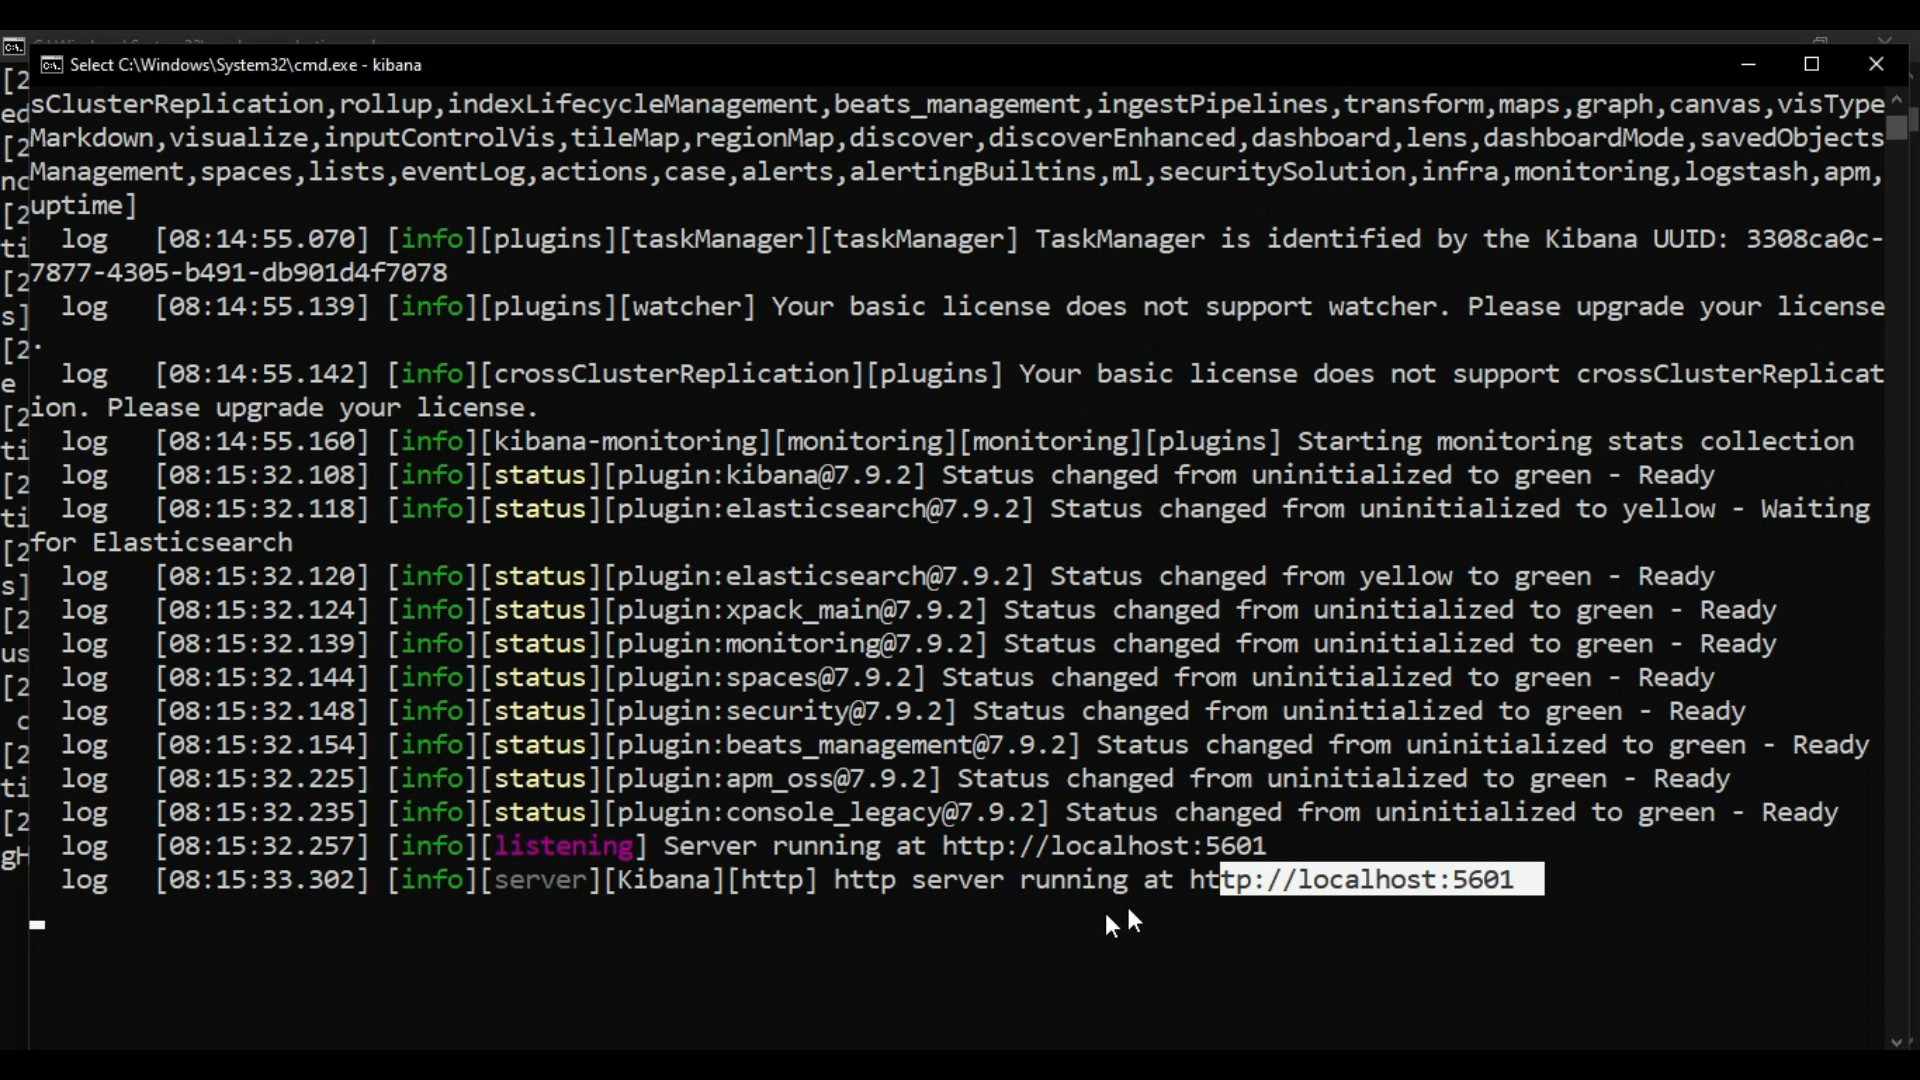 Select C:\Windows\System32\cmd.exe - kibana
sClusterReplication,rollup,indexLifecycleManagement,beats_management,ingestPipelines,transform,maps,graph,canvas,visType
Markdown,visualize,inputControlVis,tileMap,regionMap,discover,discoverEnhanced,dashboard,lens,dashboardMode,savedObjects
Management,spaces,lists,eventLog,actions,case,alerts,alertingBuiltins,ml,securitySolution,infra,monitoring,logstash,apm,
uptime]
log [08:14:55.070] [info][plugins][taskManager][taskManager] TaskManager is identified by the Kibana UUID: 3308ca0c-
7877-4305-b491-db901d4f7078
log [08:14:55.139] [info][plugins][watcher] Your basic license does not support watcher. Please upgrade your license
.
log [08:14:55.142] [info][crossClusterReplication][plugins] Your basic license does not support crossClusterReplicat
ion. Please upgrade your license.
log [08:14:55.160] [info][kibana-monitoring][monitoring][monitoring][plugins] Starting monitoring stats collection
log [08:15:32.108] [info][status][plugin:kibana@7.9.2] Status changed from uninitialized to green - Ready
log [08:15:32.118] [info][status][plugin:elasticsearch@7.9.2] Status changed from uninitialized to yellow - Waiting
for Elasticsearch
log [08:15:32.120] [info][status][plugin:elasticsearch@7.9.2] Status changed from yellow to green - Ready
log [08:15:32.124] [info][status][plugin:xpack_main@7.9.2] Status changed from uninitialized to green - Ready
log [08:15:32.139] [info][status][plugin:monitoring@7.9.2] Status changed from uninitialized to green - Ready
log [08:15:32.144] [info][status][plugin:spaces@7.9.2] Status changed from uninitialized to green - Ready
log [08:15:32.148] [info][status][plugin:security@7.9.2] Status changed from uninitialized to green - Ready
log [08:15:32.154] [info][status][plugin:beats_management@7.9.2] Status changed from uninitialized to green - Ready
log [08:15:32.225] [info][status][plugin:apm_oss@7.9.2] Status changed from uninitialized to green - Ready
log [08:15:32.235] [info][status][plugin:console_legacy@7.9.2] Status changed from uninitialized to green - Ready
log [08:15:32.257] [info][listening] Server running at http://localhost:5601
log [08:15:33.302] [info][server][Kibana][http] http server running at http://localhost:5601